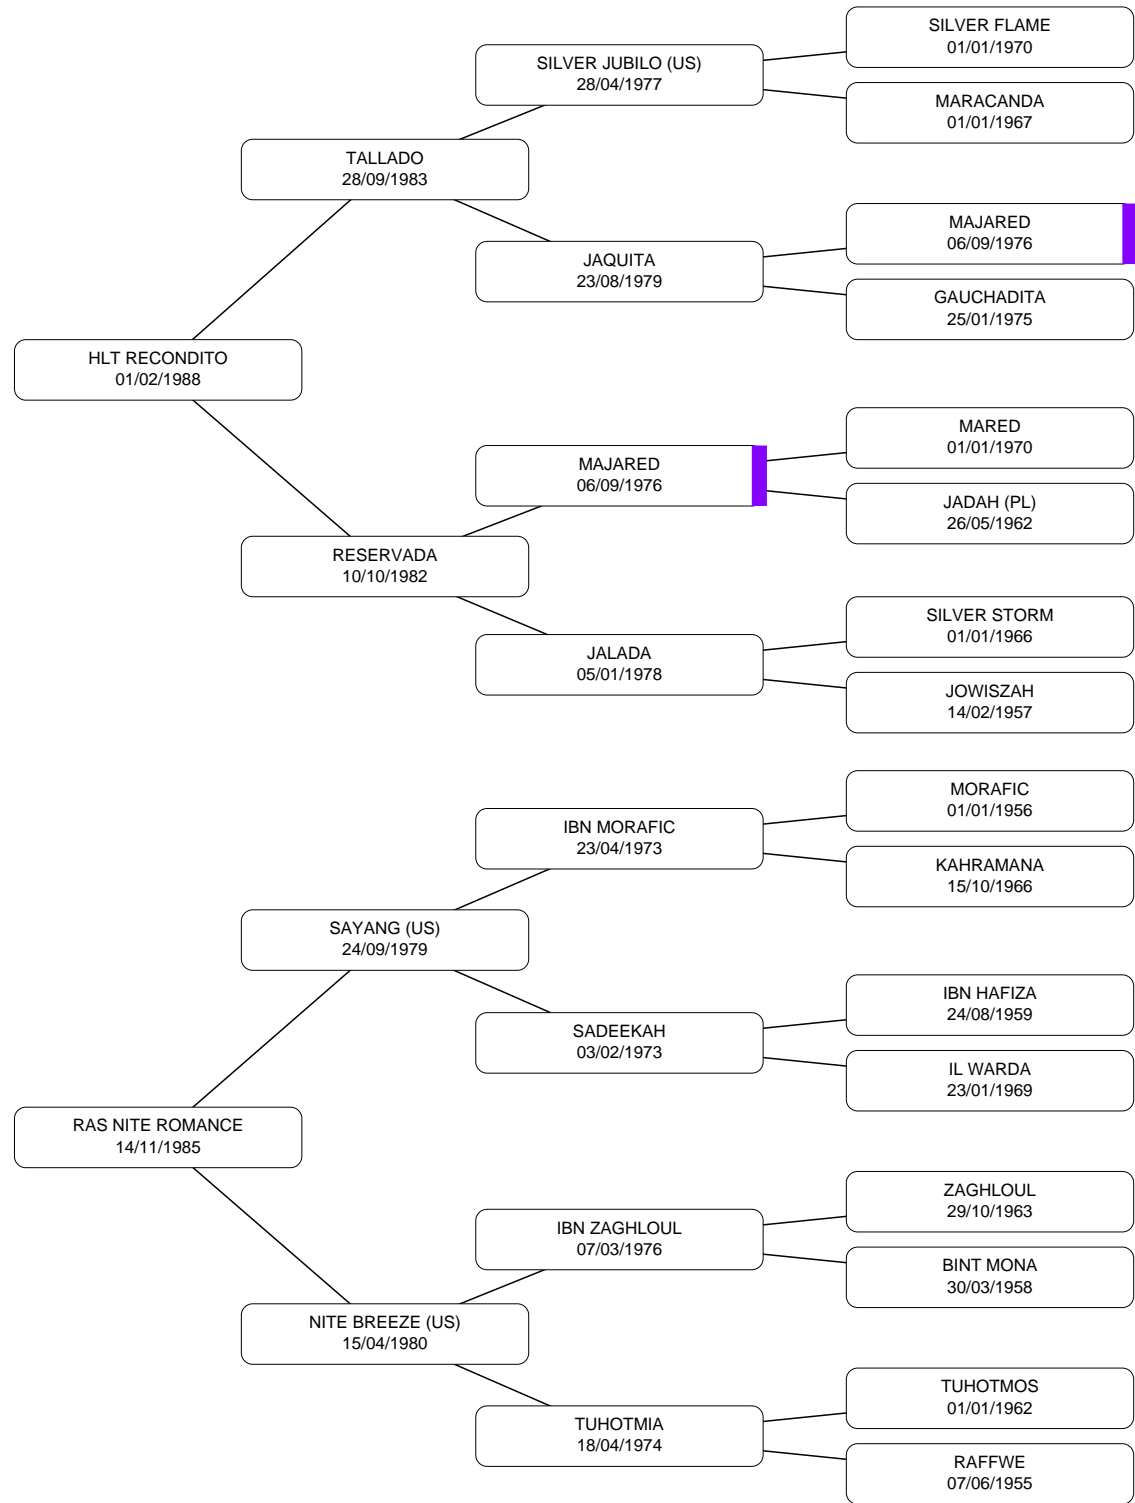 SILVER FLAME
01/01/1970
SILVER JUBILO (US)
28/04/1977
MARACANDA
01/01/1967
TALLADO
28/09/1983
MAJARED
06/09/1976
JAQUITA
23/08/1979
GAUCHADITA
25/01/1975
HLT RECONDITO
01/02/1988
MARED
01/01/1970
MAJARED
06/09/1976
JADAH (PL)
26/05/1962
RESERVADA
10/10/1982
SILVER STORM
01/01/1966
JALADA
05/01/1978
JOWISZAH
14/02/1957
MORAFIC
01/01/1956
IBN MORAFIC
23/04/1973
KAHRAMANA
15/10/1966
SAYANG (US)
24/09/1979
IBN HAFIZA
24/08/1959
SADEEKAH
03/02/1973
IL WARDA
23/01/1969
RAS NITE ROMANCE
14/11/1985
ZAGHLOUL
29/10/1963
IBN ZAGHLOUL
07/03/1976
BINT MONA
30/03/1958
NITE BREEZE (US)
15/04/1980
TUHOTMOS
01/01/1962
TUHOTMIA
18/04/1974
RAFFWE
07/06/1955